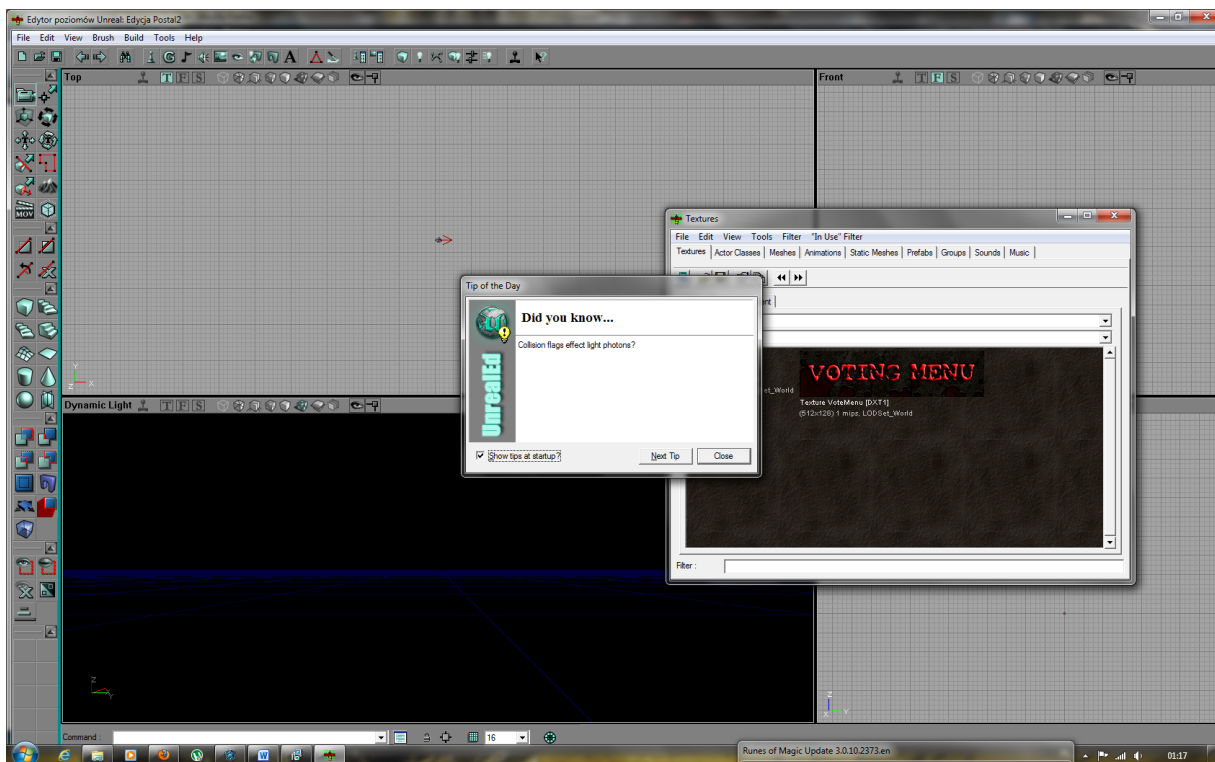 Edytor poziomów Unreal: Edycja Postal2
File Edit View Brush Build Tools Help
Top
T F S
Front
T F S
MOV
Textures
File Edit View Tools Filter "In Use" Filter
Textures Actor Classes Meshes Animations Static Meshes Prefabs Groups Sounds Music
VOTING MENU
Set_World
Texture VoteMenu [DXT1]
(512x128) 1 mips, LODSet_World
Filter :
Tip of the Day
Did you know...
Collision flags effect light photons?
UnrealEd
Show tips at startup?
Next Tip
Close
Y
Z X
Dynamic Light
T F S
Z
Y
Z
X Y
Command :
16
Runes of Magic Update 3.0.10.2373.en
01:17